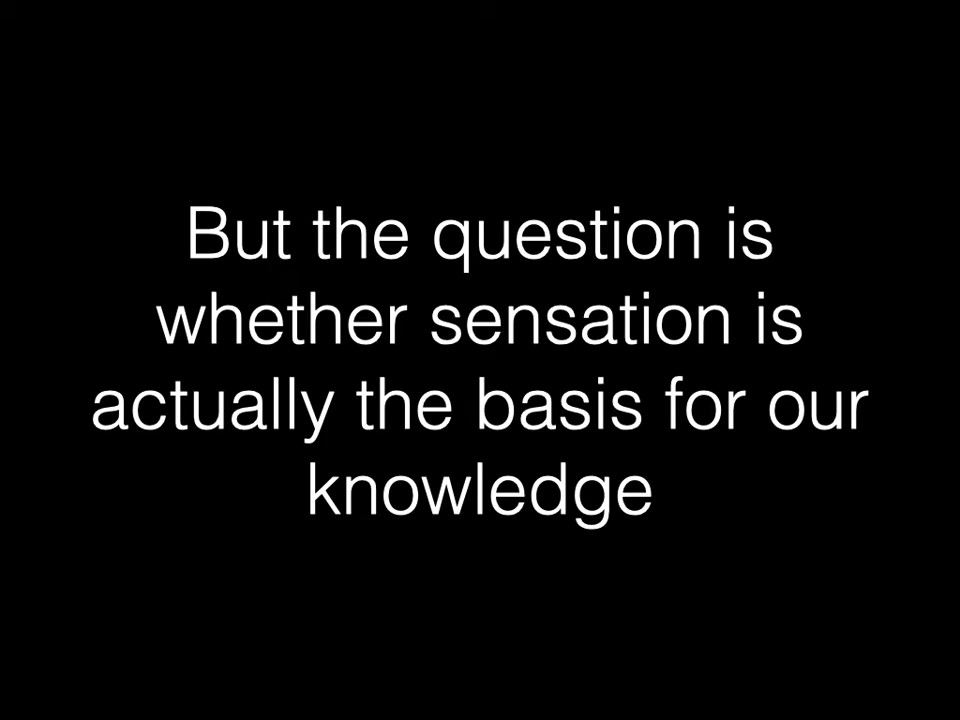 But the question is
whether sensation is
actually the basis for our
knowledge